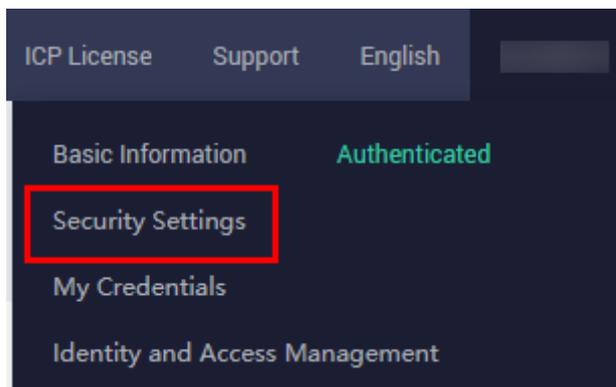 ICP License Support English
Basic Information Authenticated
Security Settings
My Credentials
Identity and Access Management